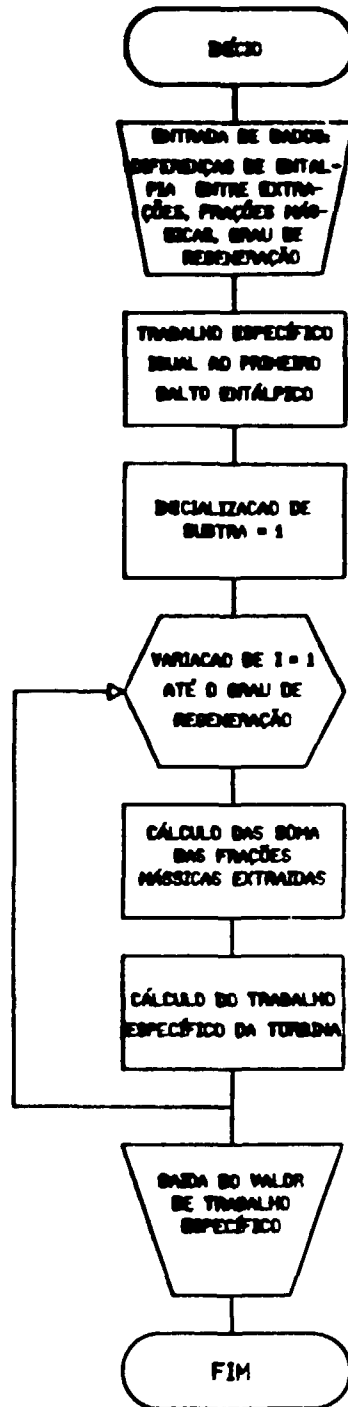 INÍCIO
ENTRADA DE DADOS:
DIFERENÇAS DE ENTAL-
PIA ENTRE EXTRA-
ÇÕES, FRAÇÕES MÁS-
SICAS, GRAU DE
REGENERAÇÃO
TRABALHO ESPECÍFICO
IGUAL AO PRIMEIRO
SALTO ENTÁLPICO
INICIALIZACAO DE
SUBTRA = 1
VARIACAO DE I = 1
ATÉ O GRAU DE
REGENERAÇÃO
CÁLCULO DAS SOMA
DAS FRAÇÕES
MÁSSICAS EXTRAIDAS
CÁLCULO DO TRABALHO
ESPECÍFICO DA TURBINA
SAIDA DO VALOR
DE TRABALHO
ESPECÍFICO
FIM